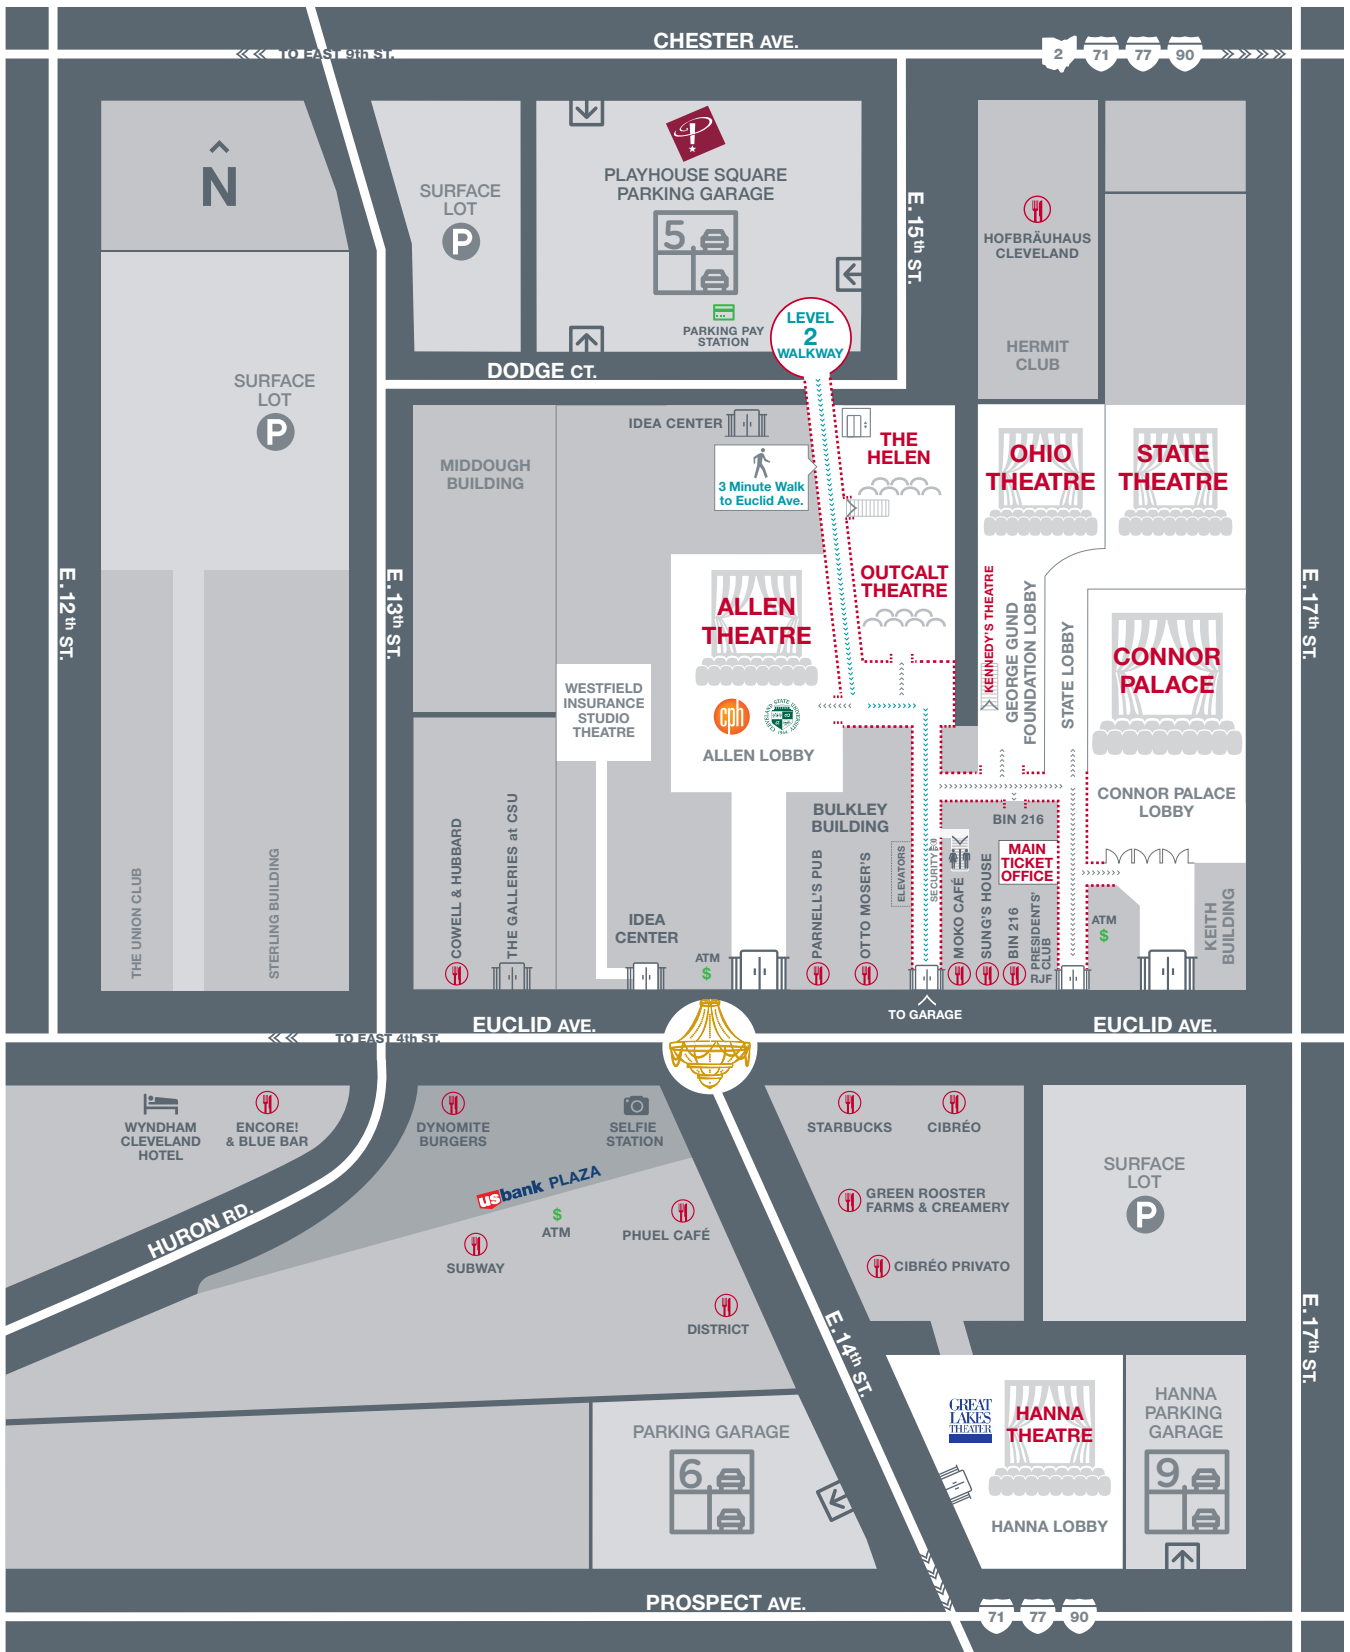 CHESTER AVE.
TO EAST 9th ST.
2
71
77
90
N
SURFACE
LOT
P
PLAYHOUSE SQUARE
PARKING GARAGE
5
PARKING PAY
STATION
LEVEL
2
WALKWAY
E. 15th ST.
HOFBRÄUHAUS
CLEVELAND
HERMIT
CLUB
SURFACE
LOT
P
DODGE CT.
IDEA CENTER
3 Minute Walk
to Euclid Ave.
MIDDOUGH
BUILDING
THE
HELEN
OHIO
THEATRE
STATE
THEATRE
E. 12th ST.
E. 13th ST.
E. 17th ST.
ALLEN
THEATRE
OUTCALT
THEATRE
KENNEDY'S THEATRE
GEORGE GUND
FOUNDATION LOBBY
STATE LOBBY
CONNOR
PALACE
WESTFIELD
INSURANCE
STUDIO
THEATRE
cph
CLEVELAND STATE UNIVERSITY
1964
ALLEN LOBBY
CONNOR PALACE
LOBBY
BULKLEY
BUILDING
BIN 216
MAIN
TICKET
OFFICE
THE UNION CLUB
STERLING BUILDING
COWELL & HUBBARD
THE GALLERIES at CSU
IDEA
CENTER
ATM
$
PARNELL'S PUB
OTTO MOSER'S
ELEVATORS
MOKO CAFÉ
SUNG'S HOUSE
BIN 216
PRESIDENTS'
CLUB
RJF
ATM
$
KEITH
BUILDING
TO GARAGE
EUCLID AVE.
EUCLID AVE.
TO EAST 4th ST.
WYNDHAM
CLEVELAND
HOTEL
ENCORE!
& BLUE BAR
DYNOMITE
BURGERS
SELFIE
STATION
STARBUCKS
CIBRÉO
usbank PLAZA
$
ATM
SUBWAY
PHUEL CAFÉ
DISTRICT
GREEN ROOSTER
FARMS & CREAMERY
CIBRÉO PRIVATO
SURFACE
LOT
P
HURON RD.
E. 14th ST.
E. 17th ST.
PARKING GARAGE
6
GREAT
LAKES
THEATER
HANNA
THEATRE
HANNA LOBBY
HANNA
PARKING
GARAGE
9
PROSPECT AVE.
71
77
90